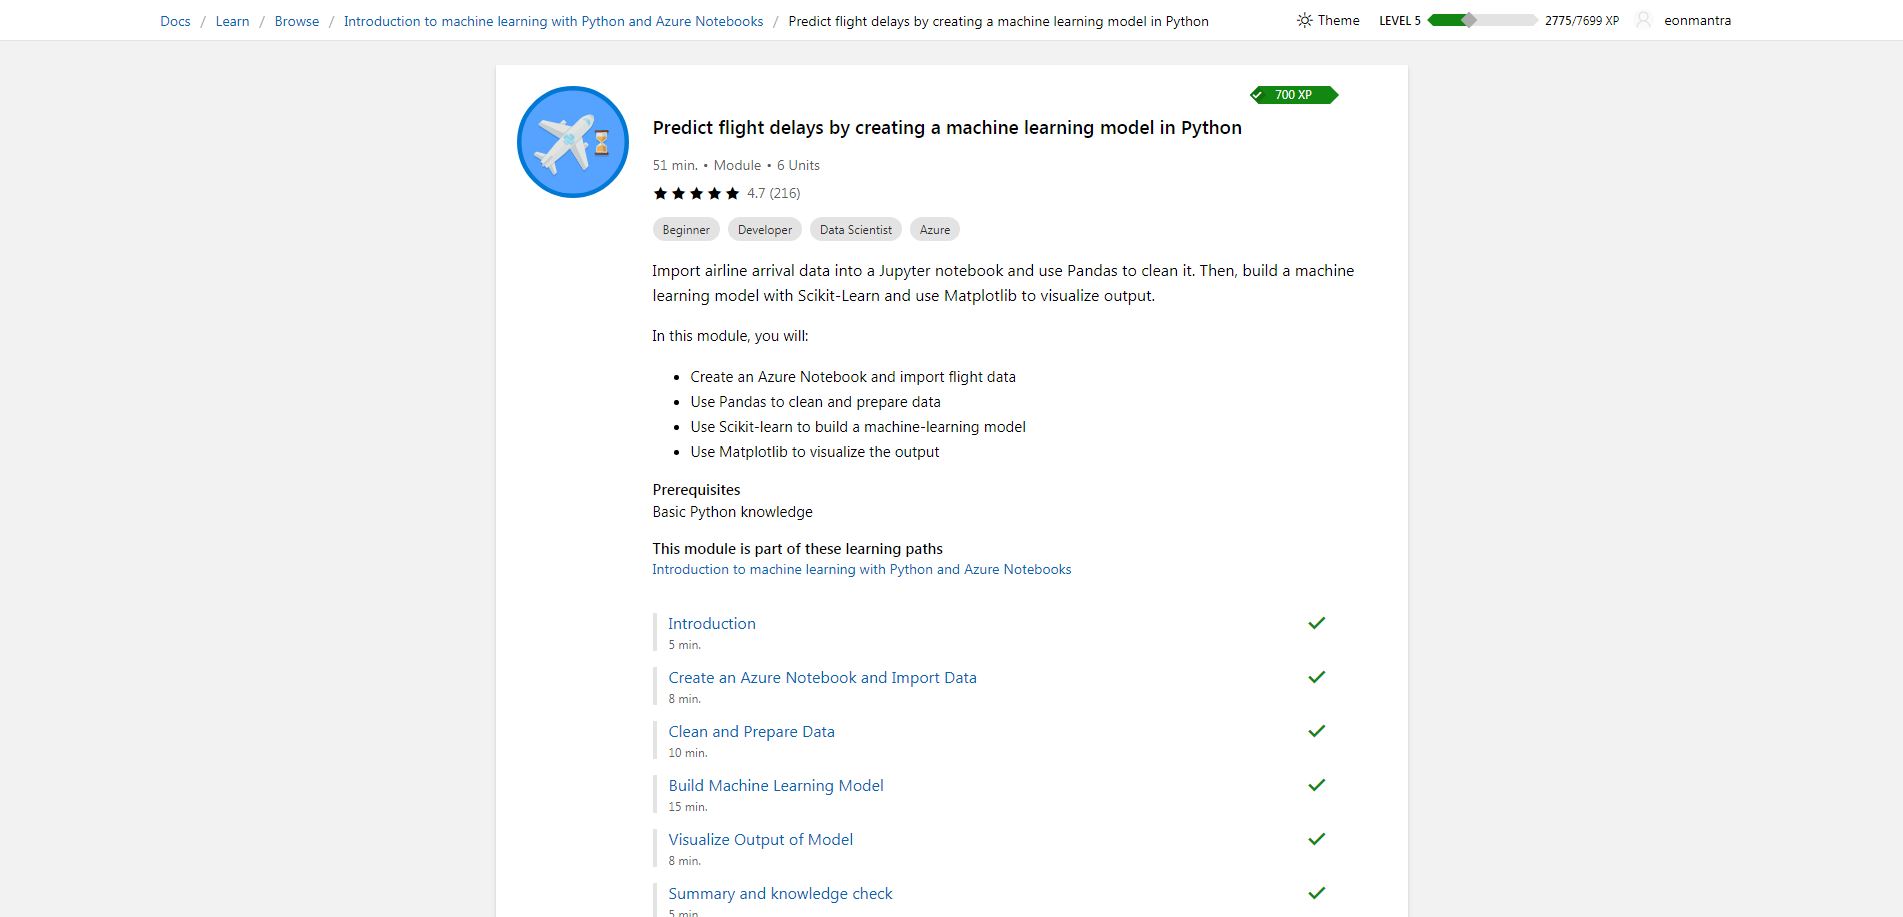 Docs / Learn / Browse / Introduction to machine learning with Python and Azure Notebooks / Predict flight delays by creating a machine learning model in Python Theme LEVEL 5 2775/7699 XP eonmantra
700 XP
Predict flight delays by creating a machine learning model in Python
51 min. • Module • 6 Units
4.7 (216)
Beginner Developer Data Scientist Azure
Import airline arrival data into a Jupyter notebook and use Pandas to clean it. Then, build a machine
learning model with Scikit-Learn and use Matplotlib to visualize output.
In this module, you will:
• Create an Azure Notebook and import flight data
• Use Pandas to clean and prepare data
• Use Scikit-learn to build a machine-learning model
• Use Matplotlib to visualize the output
Prerequisites
Basic Python knowledge
This module is part of these learning paths
Introduction to machine learning with Python and Azure Notebooks
Introduction
5 min.
Create an Azure Notebook and Import Data
8 min.
Clean and Prepare Data
10 min.
Build Machine Learning Model
15 min.
Visualize Output of Model
8 min.
Summary and knowledge check
5 min.